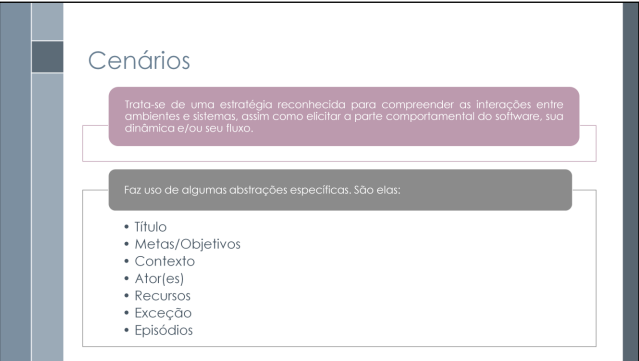 Cenários
Trata-se de uma estratégia reconhecida para compreender as interações entre
ambientes e sistemas, assim como elicitar a parte comportamental do software, sua
dinâmica e/ou seu fluxo.
Faz uso de algumas abstrações específicas. São elas:
• Título
• Metas/Objetivos
• Contexto
• Ator(es)
• Recursos
• Exceção
• Episódios